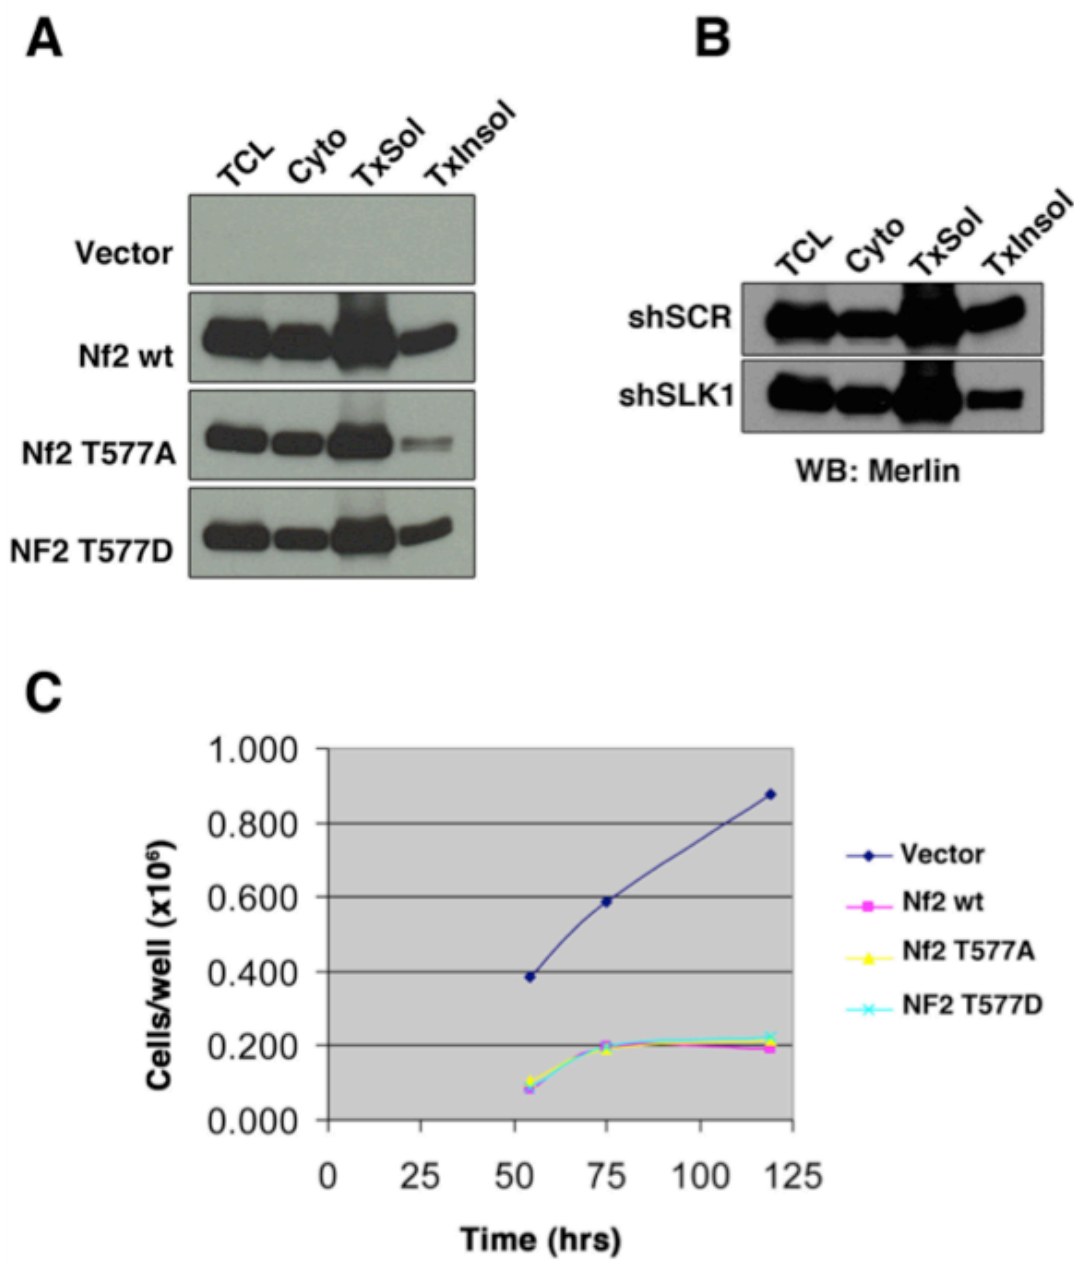 A
TCL Cyto TxSol TxInsol
Vector
Nf2 wt
Nf2 T577A
NF2 T577D
B
TCL Cyto TxSol TxInsol
shSCR
shSLK1
WB: Merlin
C
Cells/well (x10⁶)
1.000
0.800
0.600
0.400
0.200
0.000
0 25 50 75 100 125
Time (hrs)
Vector
Nf2 wt
Nf2 T577A
NF2 T577D